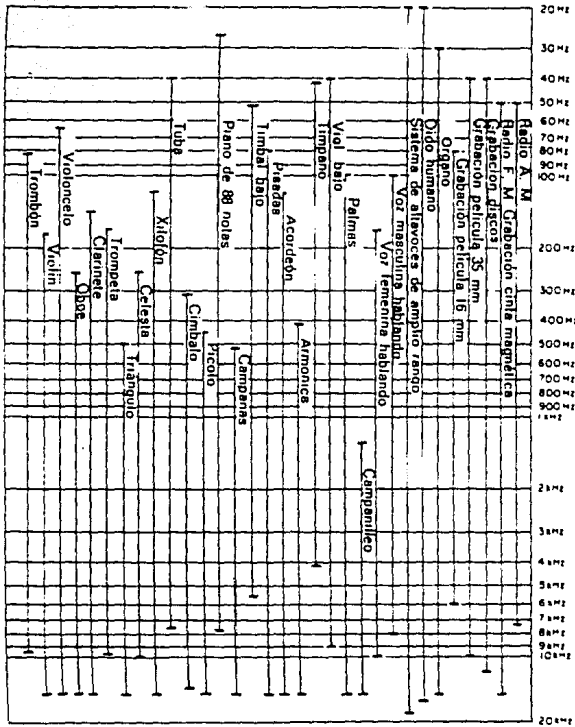 20 Hz
30 Hz
40 Hz
50 Hz
60 Hz
70 Hz
80 Hz
90 Hz
100 Hz
200 Hz
300 Hz
400 Hz
500 Hz
600 Hz
700 Hz
800 Hz
900 Hz
1 kHz
2 kHz
3 kHz
4 kHz
5 kHz
6 kHz
7 kHz
8 kHz
9 kHz
10 kHz
20 kHz
Radio A. M
Radio F. M Grabación cinta magnética
Grabación discos
Grabación película 35 mm
Grabación película 16 mm
Organo
Oido humano
Sistema de altavoces de amplio rango
Voz masculina hablando
Voz femenina hablando
Campanilleo
Palmas
Viol bajo
Timpano
Armonica
Acordeón
Pisadas
Timbal bajo
Campanas
Piano de 88 notas
Picolo
Cimbalo
Tuba
Xilofón
Celesta
Triángulo
Trompeta
Clarinete
Oboe
Violoncelo
Violín
Trombón